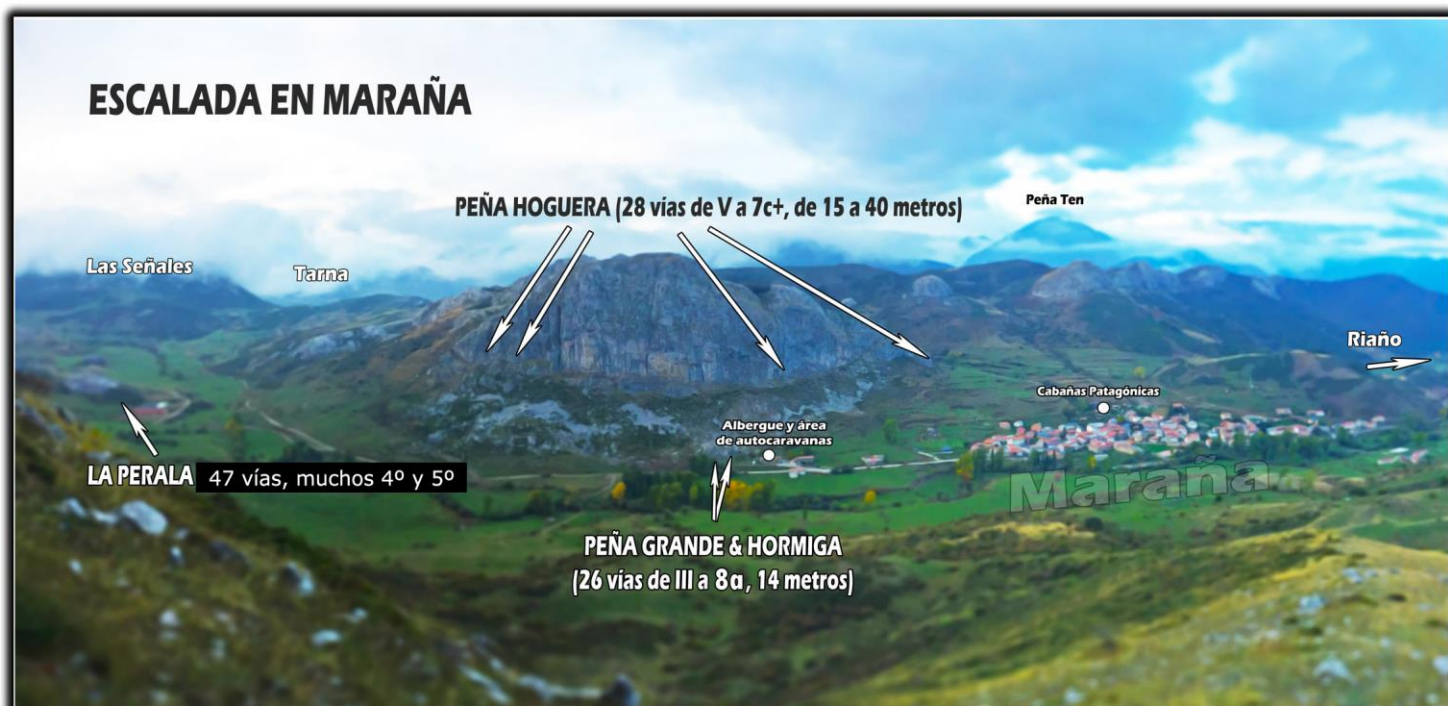 ESCALADA EN MARAÑA
PEÑA HOGUERA (28 vías de V a 7c+, de 15 a 40 metros)
Peña Ten
Las Señales
Tarna
Riaño
Cabañas Patagónicas
Albergue y área
de autocaravanas
LA PERALA 47 vías, muchos 4º y 5º
Maraña
PEÑA GRANDE & HORMIGA
(26 vías de III a 8a, 14 metros)